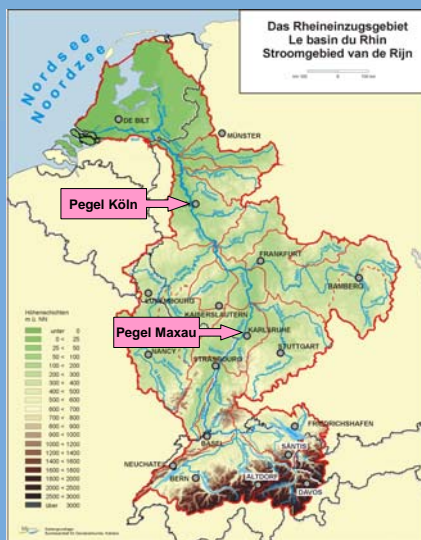 Das Rheineinzugsgebiet
Le basin du Rhin
Stroomgebied van de Rijn
Nordsee
Noordzee
DE BILT
MÜNSTER
Pegel Köln
FRANKFURT
BAMBERG
LUXEMBOURG
KAISERSLAUTERN
Pegel Maxau
KARLSRUHE
NANCY
STUTTGART
STRASBOURG
Höhenschichten
m ü. NN
unter 0
0 < 25
25 < 50
50 < 100
100 < 200
200 < 300
300 < 400
400 < 500
500 < 600
600 < 700
700 < 800
800 < 900
900 < 1000
1000 < 1200
1200 < 1400
1400 < 1600
1600 < 1800
1800 < 2000
2000 < 2500
2500 < 3000
über 3000
FRIEDRICHSHAFEN
BASEL
SÄNTIS
NEUCHATEL
BERN
ALTDORF
DAVOS